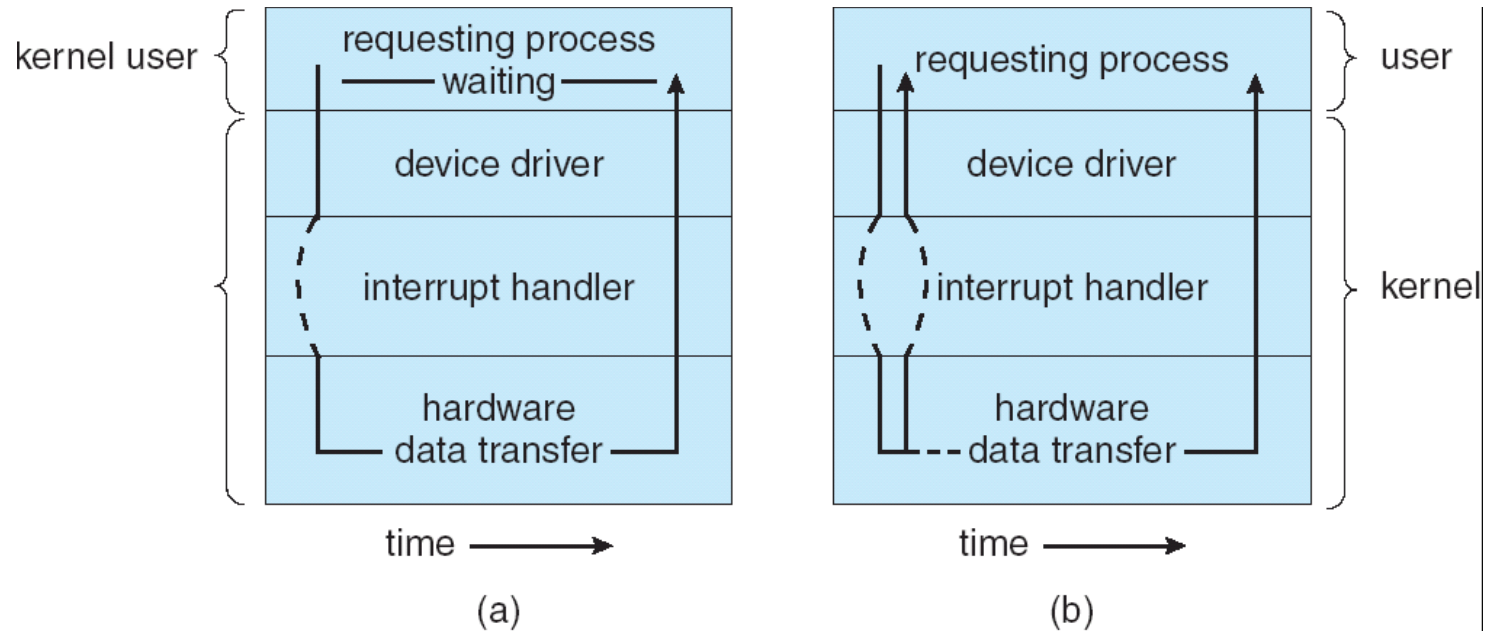 kernel user
requesting process
waiting
device driver
interrupt handler
hardware
data transfer
time
(a)
requesting process
device driver
interrupt handler
hardware
data transfer
time
(b)
user
kernel